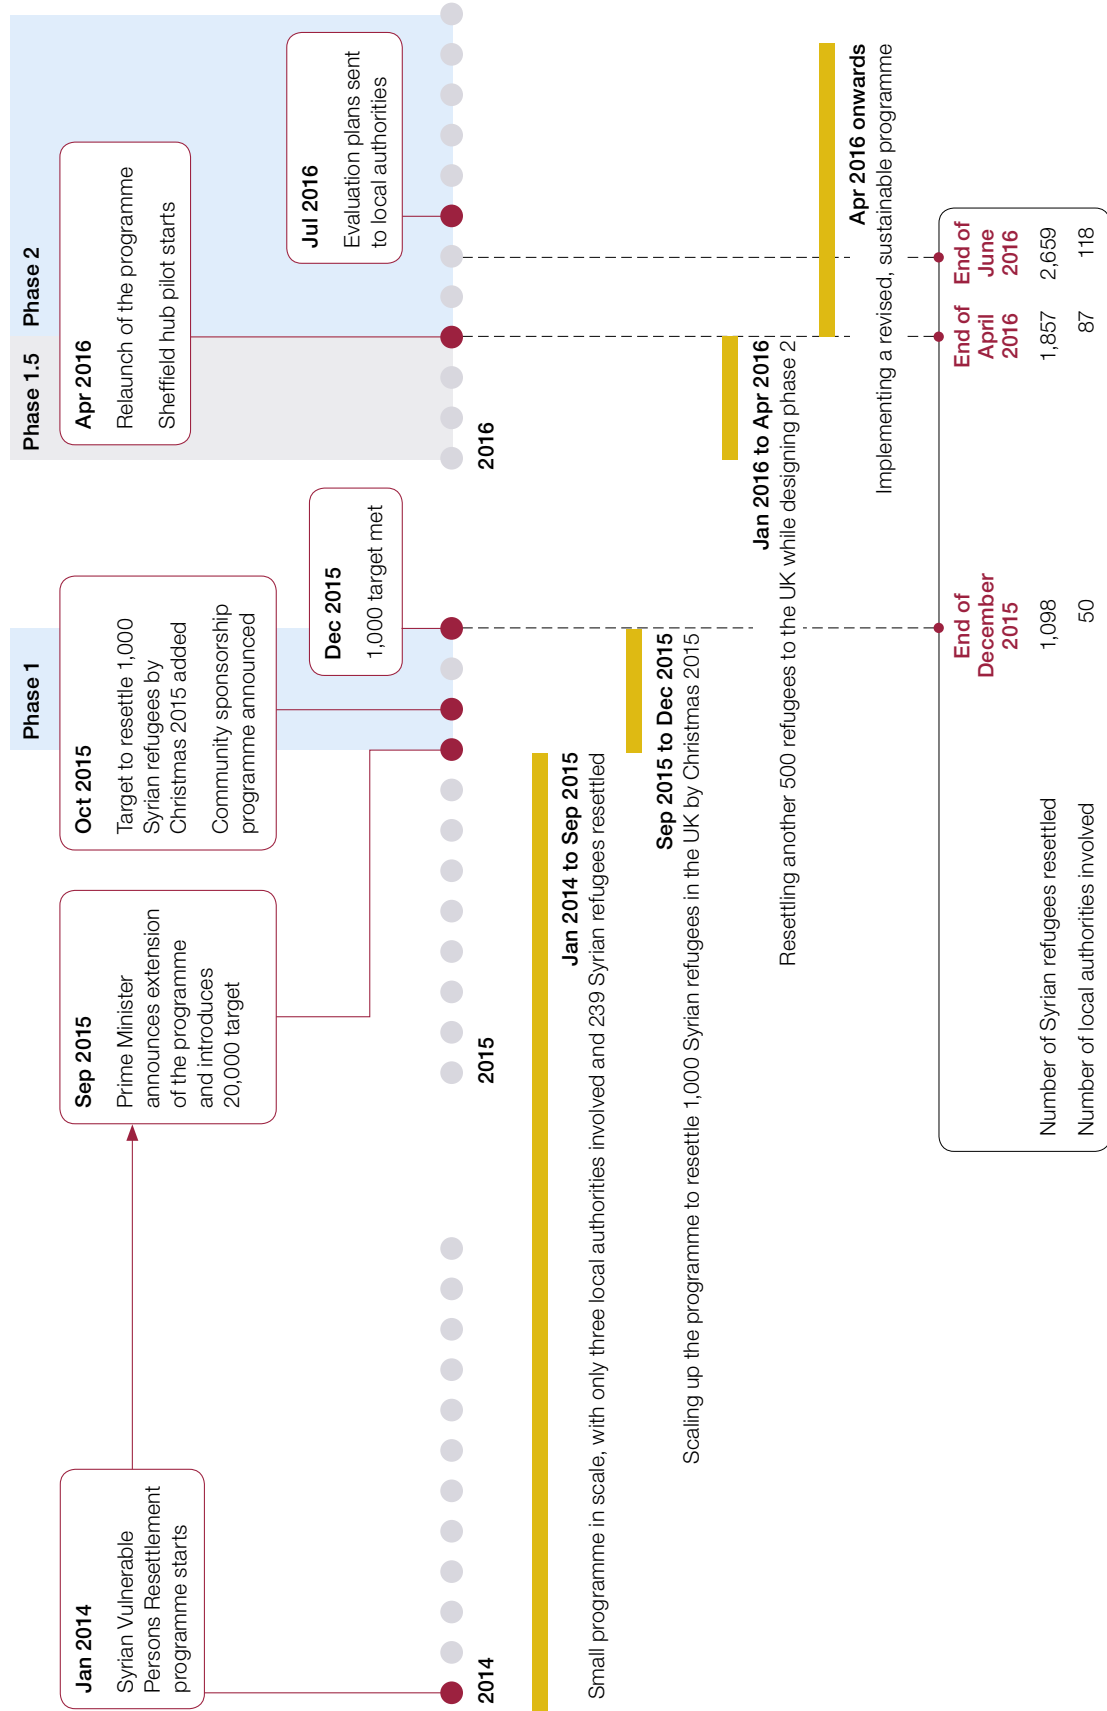 Phase 1
Phase 1.5
Phase 2
Jan 2014
Syrian Vulnerable
Persons Resettlement
programme starts
Sep 2015
Prime Minister
announces extension
of the programme
and introduces
20,000 target
Oct 2015
Target to resettle 1,000
Syrian refugees by
Christmas 2015 added
Community sponsorship
programme announced
Dec 2015
1,000 target met
Apr 2016
Relaunch of the programme
Sheffield hub pilot starts
Jul 2016
Evaluation plans sent
to local authorities
2014
2015
2016
Jan 2014 to Sep 2015
Small programme in scale, with only three local authorities involved and 239 Syrian refugees resettled
Sep 2015 to Dec 2015
Scaling up the programme to resettle 1,000 Syrian refugees in the UK by Christmas 2015
Jan 2016 to Apr 2016
Resettling another 500 refugees to the UK while designing phase 2
Apr 2016 onwards
Implementing a revised, sustainable programme
End of
December
2015
End of
April
2016
End of
June
2016
Number of Syrian refugees resettled 1,098 1,857 2,659
Number of local authorities involved 50 87 118